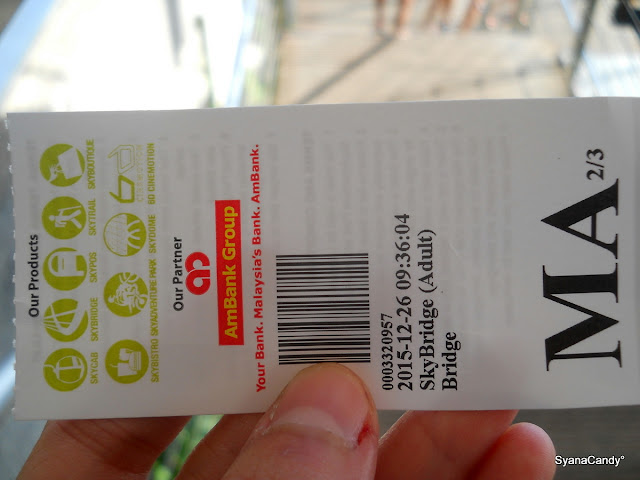 Our Products
SKYCAB
SKYBRIDGE
SKYPOS
SKYTRAIL
SKYBOUTIQUE
SKYBISTRO
SKYADVENTURE PARK
SKYDOME
6D CINEMOTION
Our Partner
AmBank Group
Your Bank. Malaysia's Bank. AmBank.
0003320957
2015-12-26 09:36:04
SkyBridge (Adult)
Bridge
MA 2/3
SyanaCandy°